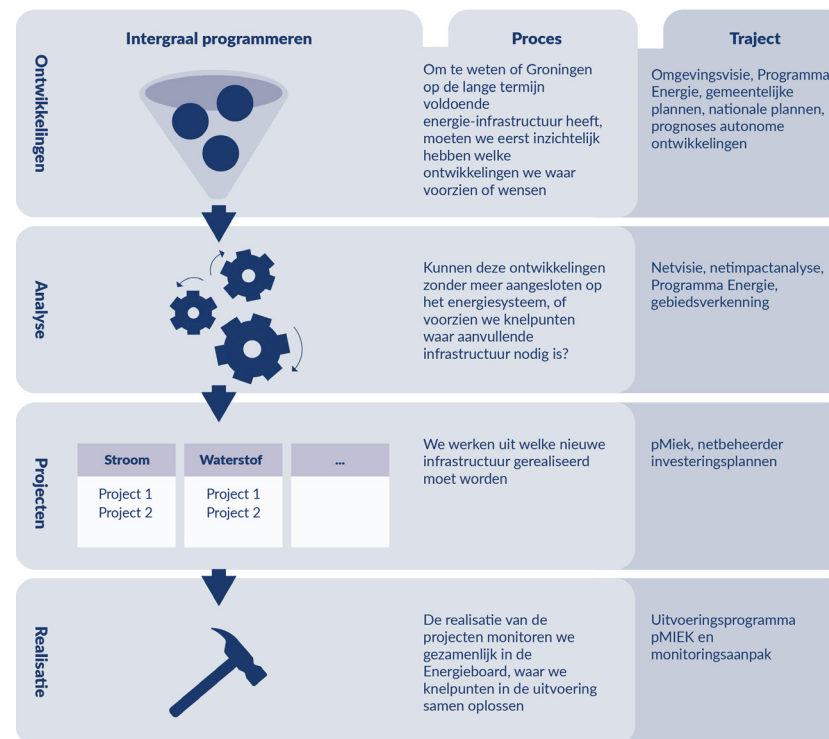 Intergraal programmeren
Proces
Traject
Ontwikkelingen
Om te weten of Groningen
op de lange termijn
voldoende
energie-infrastructuur heeft,
moeten we eerst inzichtelijk
hebben welke
ontwikkelingen we waar
voorzien of wensen
Omgevingsvisie, Programma
Energie, gemeentelijke
plannen, nationale plannen,
prognoses autonome
ontwikkelingen
Analyse
Kunnen deze ontwikkelingen
zonder meer aangesloten op
het energiesysteem, of
voorzien we knelpunten
waar aanvullende
infrastructuur nodig is?
Netvisie, netimpactanalyse,
Programma Energie,
gebiedsverkenning
Projecten
Stroom
Project 1
Project 2
Waterstof
Project 1
Project 2
...
We werken uit welke nieuwe
infrastructuur gerealiseerd
moet worden
pMiek, netbeheerder
investeringsplannen
Realisatie
De realisatie van de
projecten monitoren we
gezamenlijk in de
Energieboard, waar we
knelpunten in de uitvoering
samen oplossen
Uitvoeringsprogramma
pMIEK en
monitoringsaanpak